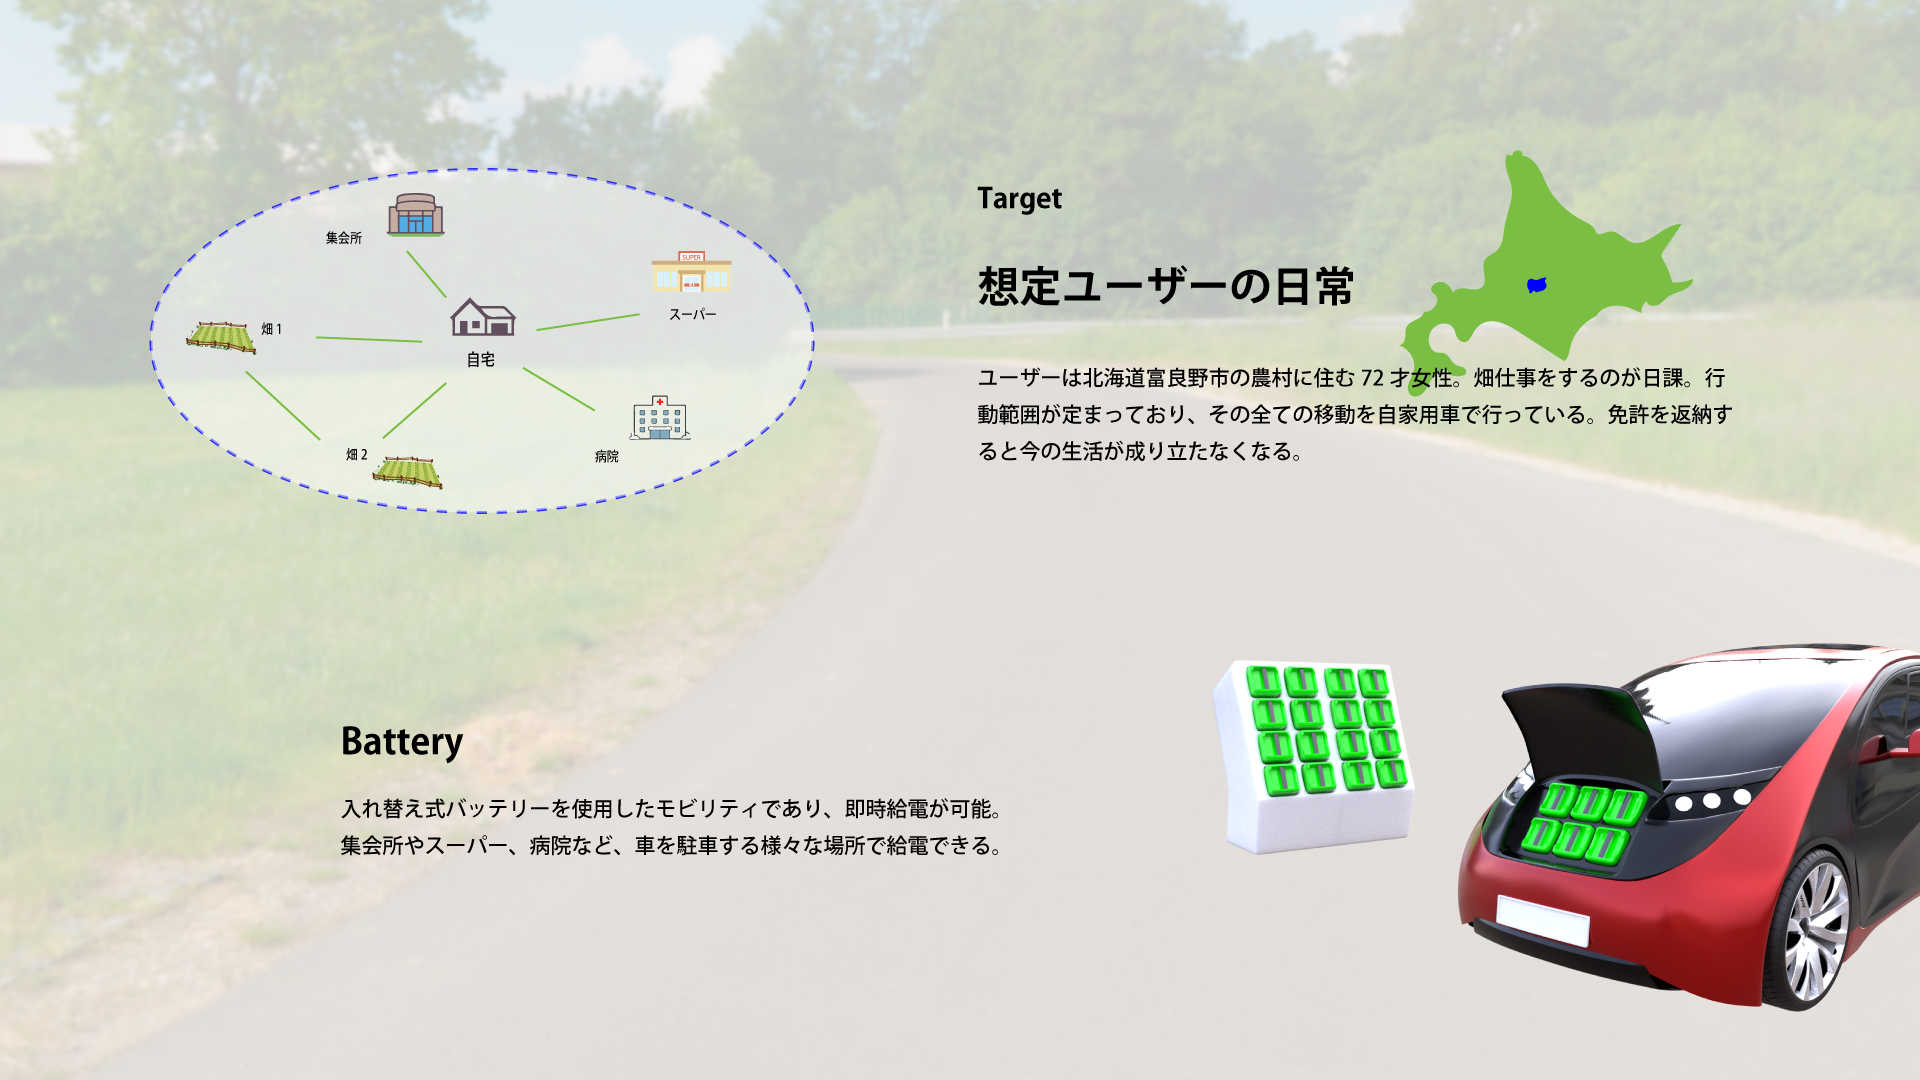 集会所
SUPER
スーパー
畑 1
自宅
畑 2
病院
Target
想定ユーザーの日常
ユーザーは北海道富良野市の農村に住む 72 才女性。畑仕事をするのが日課。行
動範囲が定まっており、その全ての移動を自家用車で行っている。免許を返納す
ると今の生活が成り立たなくなる。
Battery
入れ替え式バッテリーを使用したモビリティであり、即時給電が可能。
集会所やスーパー、病院など、車を駐車する様々な場所で給電できる。